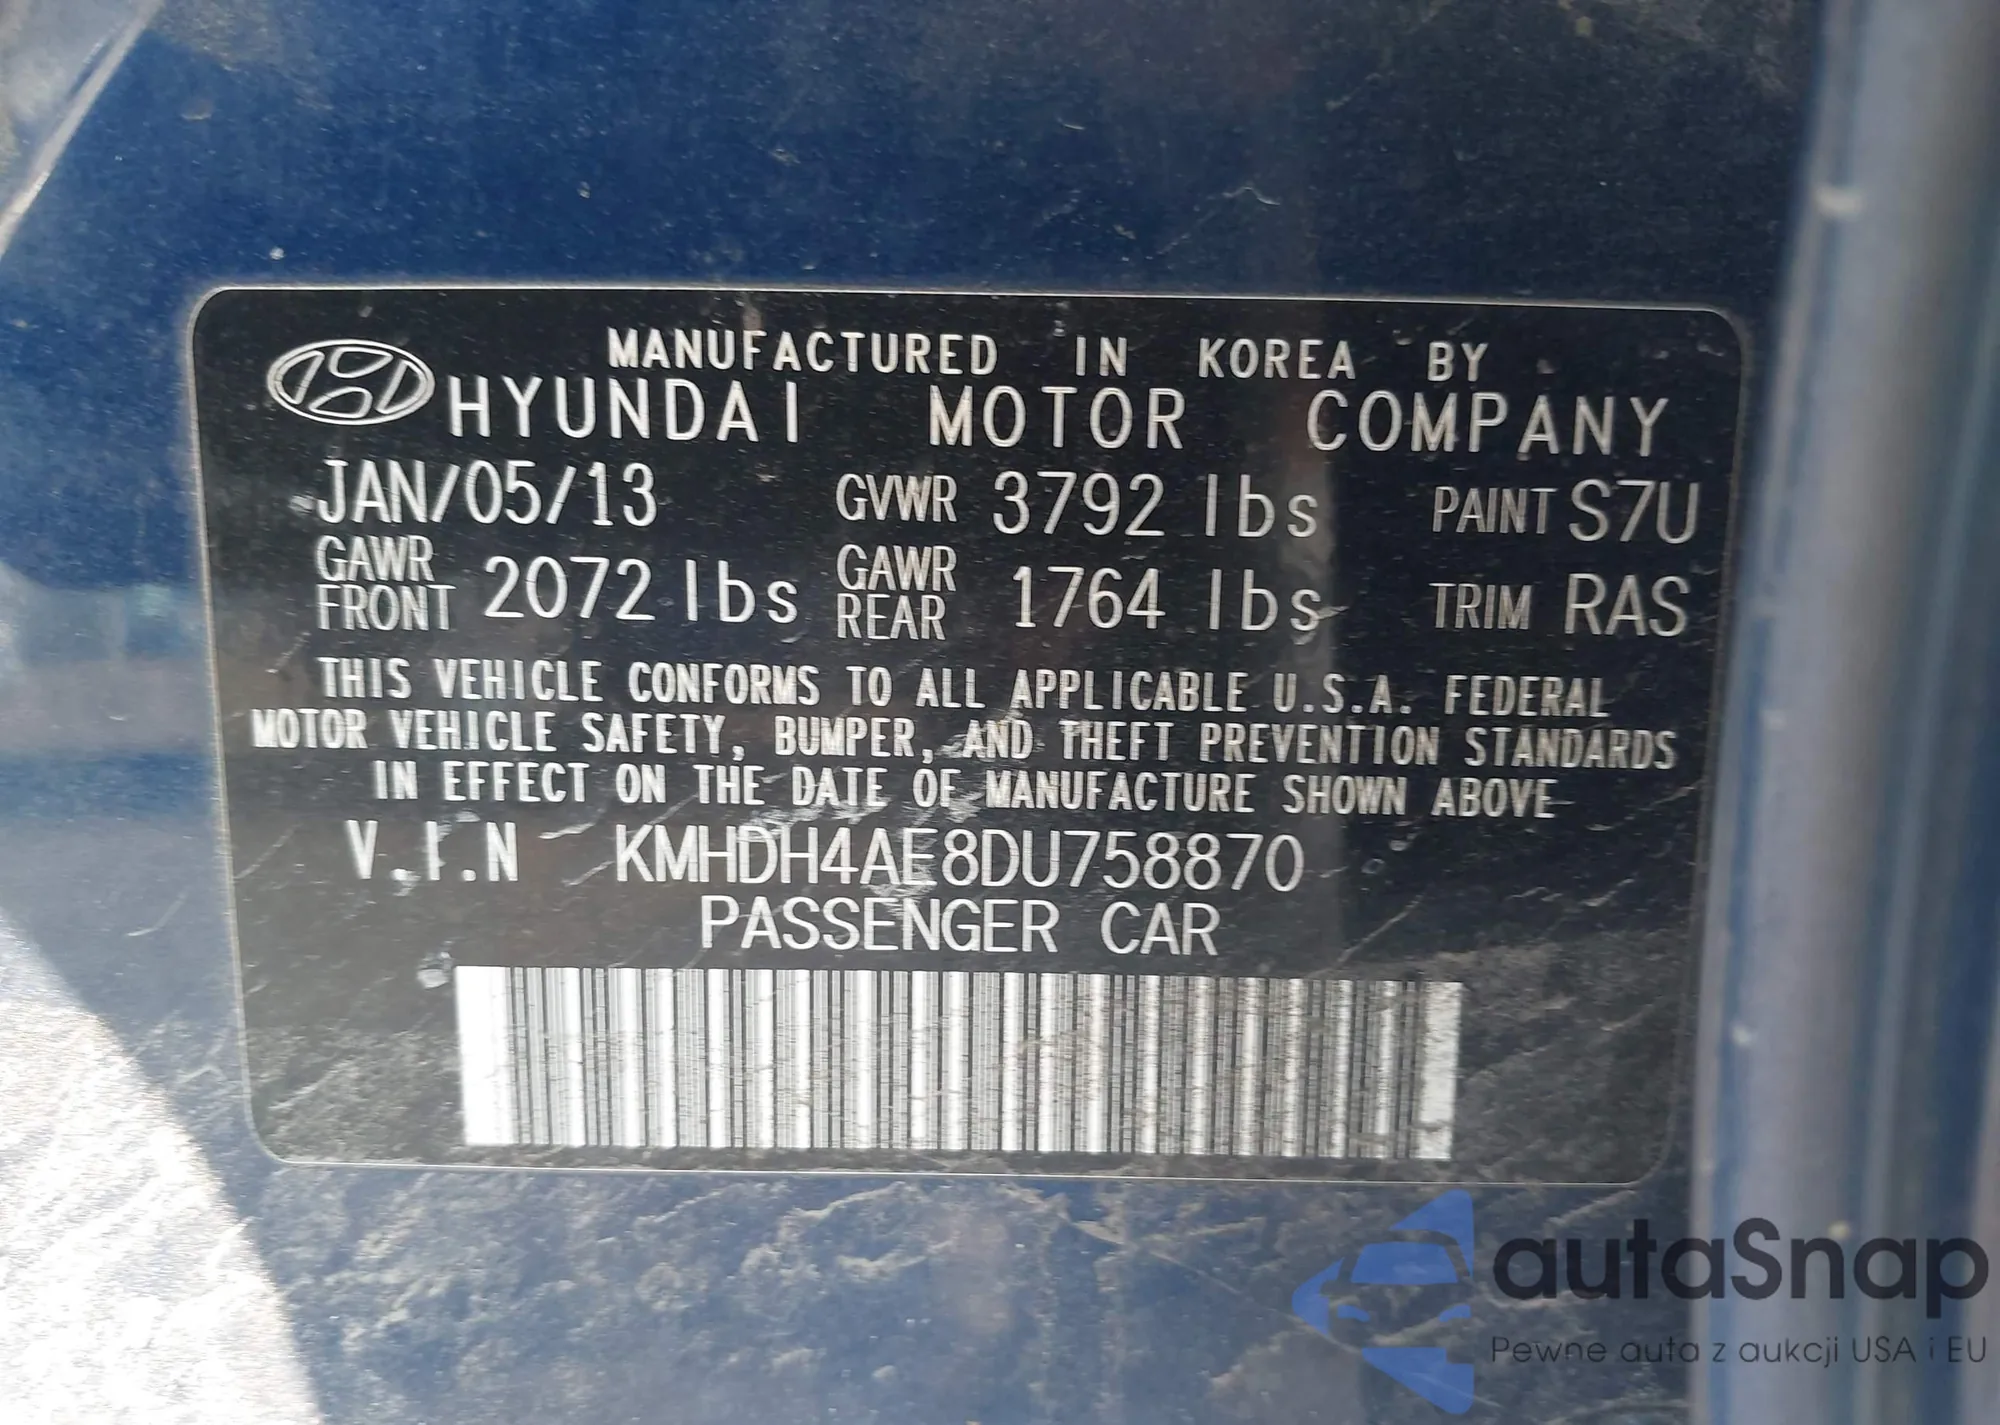 MANUFACTURED IN KOREA BY
HYUNDAI MOTOR COMPANY
JAN/05/13 GVWR 3792 lbs PAINT S7U
GAWR FRONT 2072 lbs GAWR REAR 1764 lbs TRIM RAS
THIS VEHICLE CONFORMS TO ALL APPLICABLE U.S.A. FEDERAL
MOTOR VEHICLE SAFETY, BUMPER, AND THEFT PREVENTION STANDARDS
IN EFFECT ON THE DATE OF MANUFACTURE SHOWN ABOVE
V.I.N KMHDH4AE8DU758870
PASSENGER CAR
autaSnap
Pewne auta z aukcji USA i EU